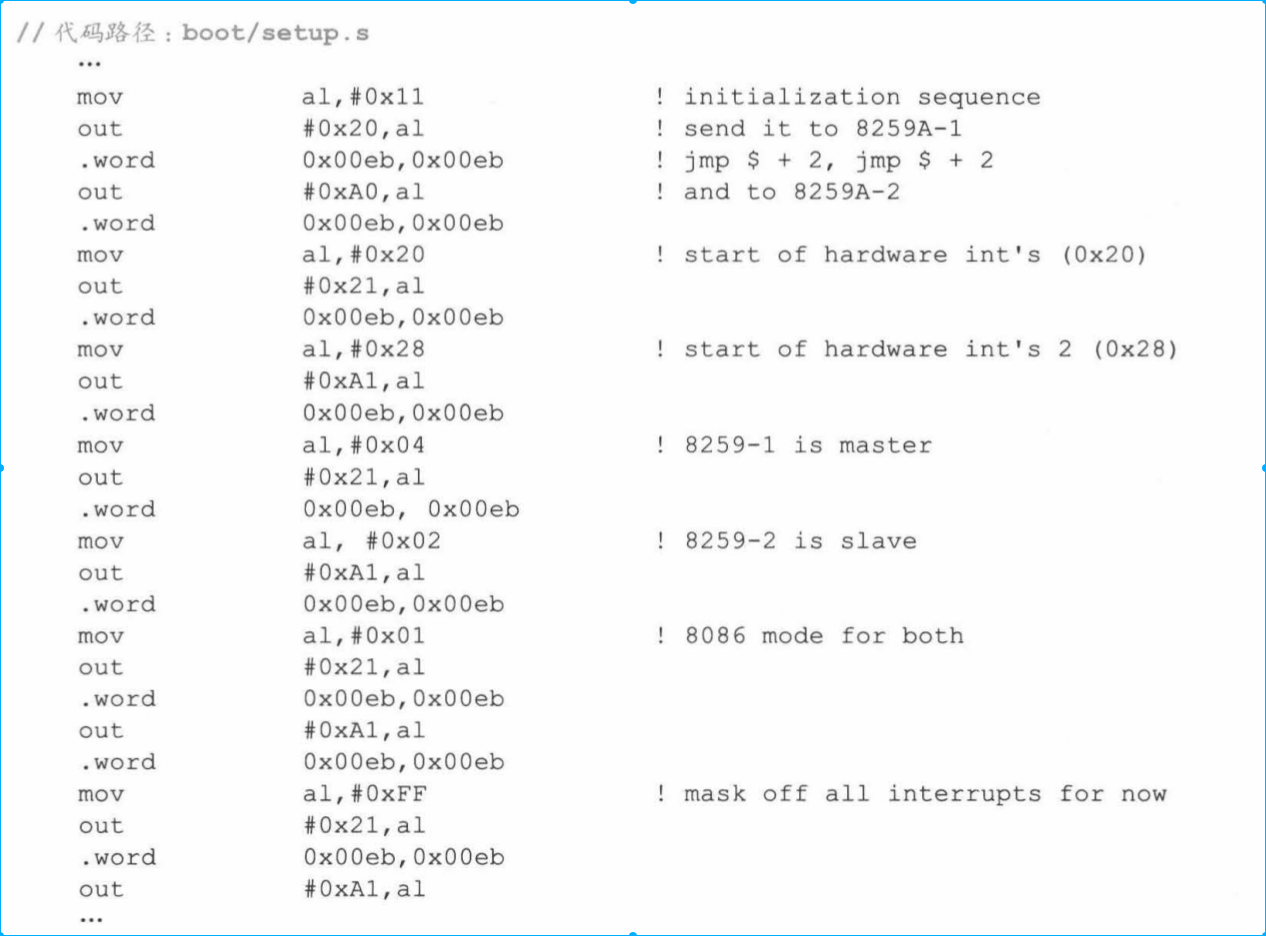 // 代码路径：boot/setup.s
...
mov al,#0x11 ! initialization sequence
out #0x20,al ! send it to 8259A-1
.word 0x00eb,0x00eb ! jmp $ + 2, jmp $ + 2
out #0xA0,al ! and to 8259A-2
.word 0x00eb,0x00eb
mov al,#0x20 ! start of hardware int's (0x20)
out #0x21,al
.word 0x00eb,0x00eb
mov al,#0x28 ! start of hardware int's 2 (0x28)
out #0xA1,al
.word 0x00eb,0x00eb
mov al,#0x04 ! 8259-1 is master
out #0x21,al
.word 0x00eb, 0x00eb
mov al, #0x02 ! 8259-2 is slave
out #0xA1,al
.word 0x00eb,0x00eb
mov al,#0x01 ! 8086 mode for both
out #0x21,al
.word 0x00eb,0x00eb
out #0xA1,al
.word 0x00eb,0x00eb
mov al,#0xFF ! mask off all interrupts for now
out #0x21,al
.word 0x00eb,0x00eb
out #0xA1,al
...